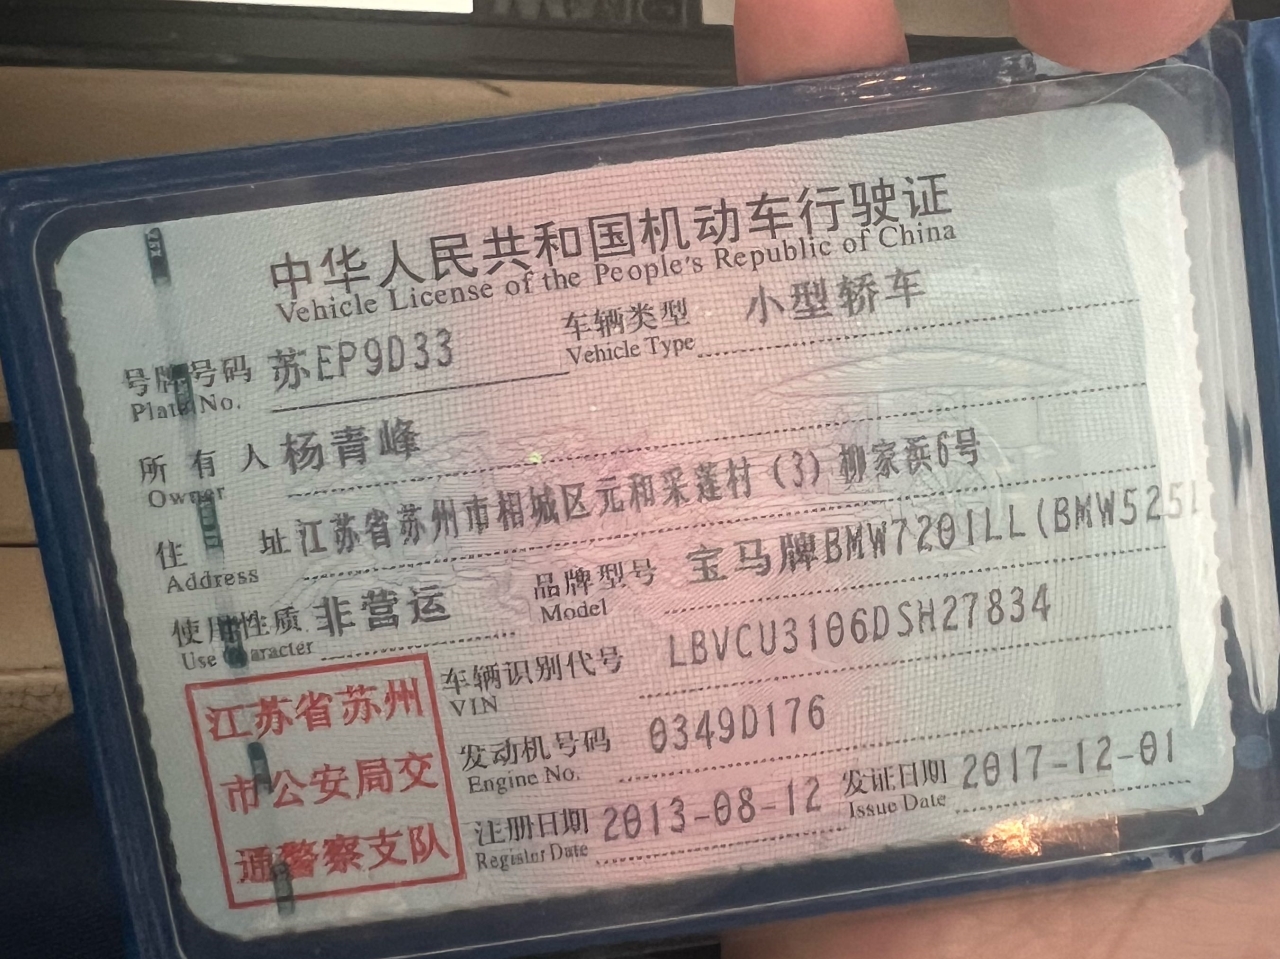 中华人民共和国机动车行驶证
Vehicle License of the People's Republic of China
号牌号码 苏EP9D33 车辆类型 小型轿车
Plate No. Vehicle Type
所有人 杨青峰
Owner
住址 江苏省苏州市相城区元和采莲村(3)柳家浜6号
Address
使用性质 非营运 品牌型号 宝马牌BMW7201LL(BMW525L
Use Character Model
车辆识别代号 LBVCU3106DSH27834
VIN
发动机号码 0349D176
Engine No.
注册日期 2013-08-12 发证日期 2017-12-01
Register Date Issue Date
江苏省苏州
市公安局交
通警察支队